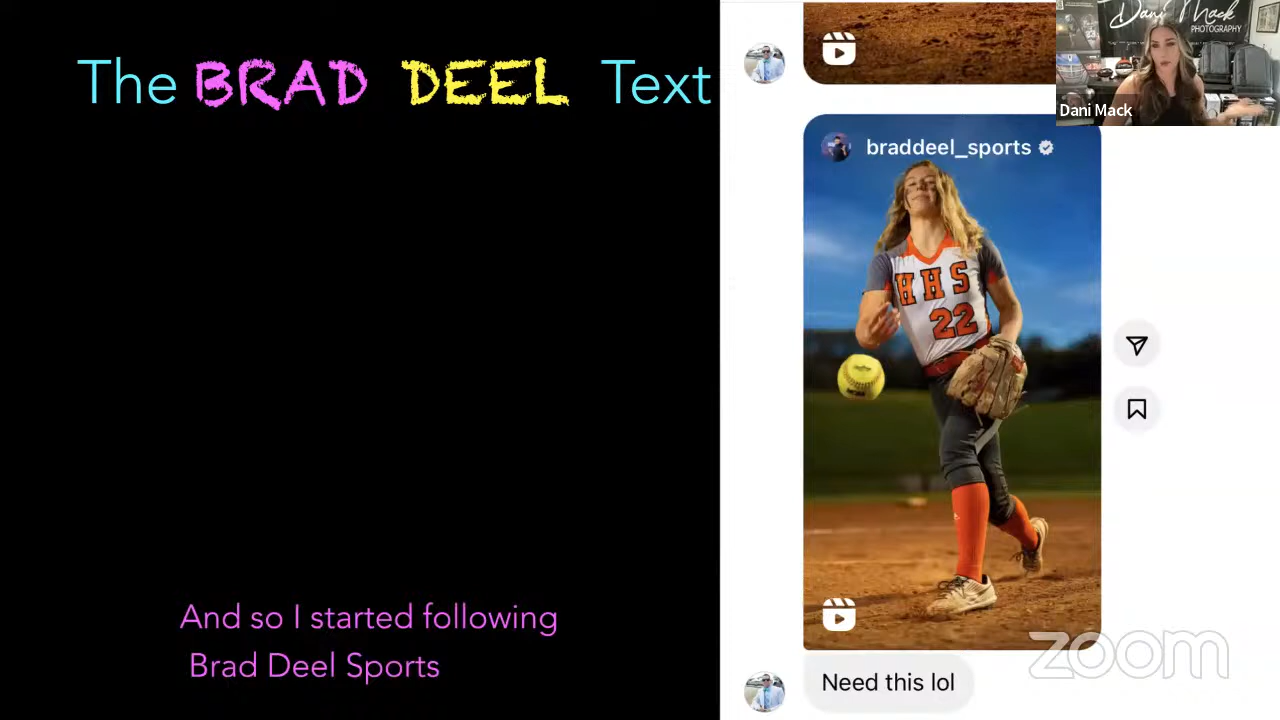 The BRAD DEEL Text
And so I started following
Brad Deel Sports
braddeel_sports
HHS
22
Need this lol
Dani Mack
PHOTOGRAPHY
Dani Mack
zoom